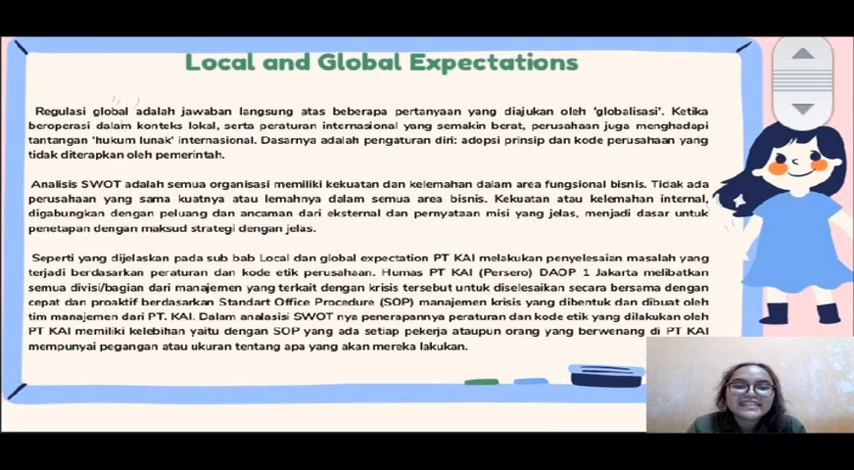 Local and Global Expectations
Regulasi global adalah jawaban langsung atas beberapa pertanyaan yang diajukan oleh 'globalisasi'. Ketika
beroperasi dalam konteks lokal, serta peraturan internasional yang semakin berat, perusahaan juga menghadapi
tantangan 'hukum lunak' internasional. Dasarnya adalah pengaturan diri: adopsi prinsip dan kode perusahaan yang
tidak diterapkan oleh pemerintah.
Analisis SWOT adalah semua organisasi memiliki kekuatan dan kelemahan dalam area fungsional bisnis. Tidak ada
perusahaan yang sama kuatnya atau lemahnya dalam semua area bisnis. Kekuatan atau kelemahan internal,
digabungkan dengan peluang dan ancaman dari eksternal dan pernyataan misi yang jelas, menjadi dasar untuk
penetapan dengan maksud strategi dengan jelas.
Seperti yang dijelaskan pada sub bab Local dan global expectation PT KAI melakukan penyelesaian masalah yang
terjadi berdasarkan peraturan dan kode etik perusahaan. Humas PT KAI (Persero) DAOP 1 Jakarta melibatkan
semua divisi/bagian dari manajemen yang terkait dengan krisis tersebut untuk diselesaikan secara bersama dengan
cepat dan proaktif berdasarkan Standart Office Procedure (SOP) manajemen krisis yang dibentuk dan dibuat oleh
tim manajemen dari PT. KAI. Dalam analasisi SWOT nya penerapannya peraturan dan kode etik yang dilakukan oleh
PT KAI memiliki kelebihan yaitu dengan SOP yang ada setiap pekerja ataupun orang yang berwenang di PT KAI
mempunyai pegangan atau ukuran tentang apa yang akan mereka lakukan.